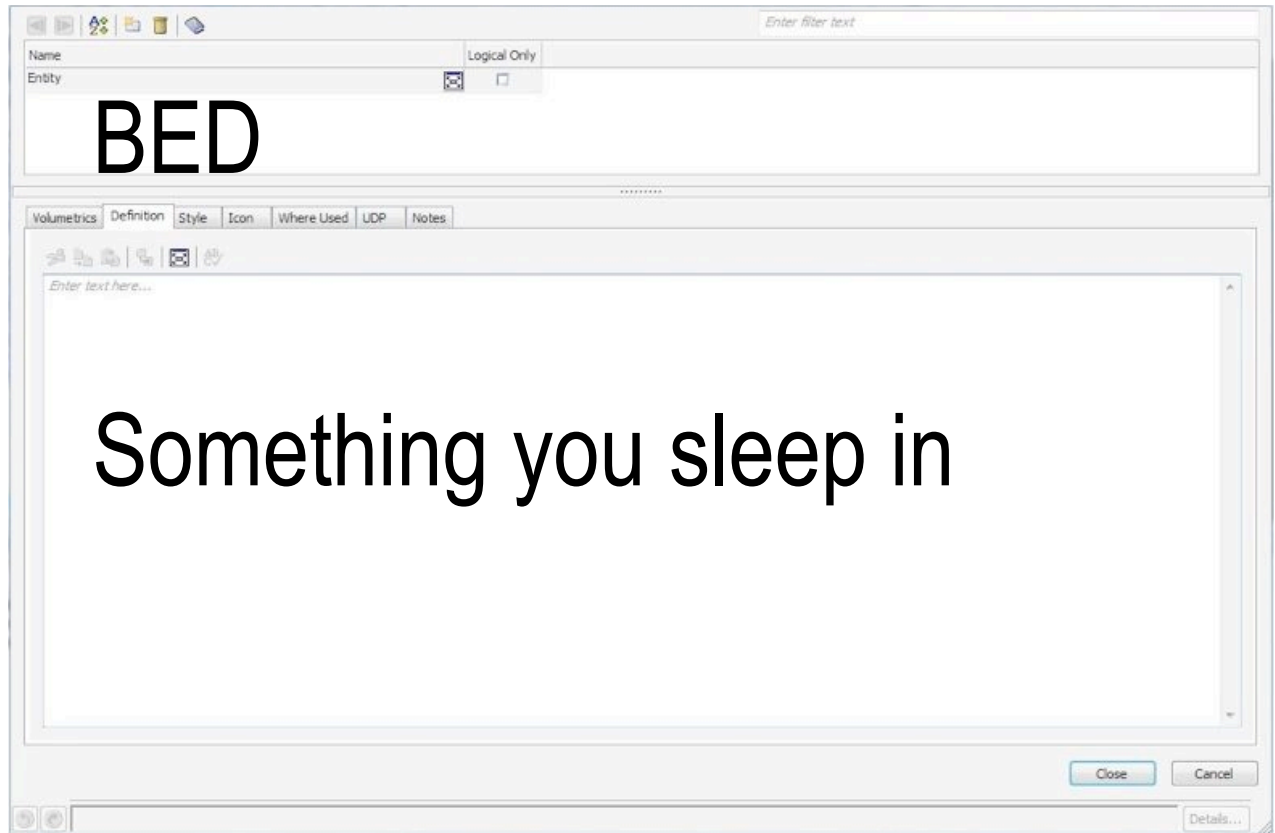 Enter filter text
Name Logical Only
Entity
BED
Volumetrics Definition Style Icon Where Used UDP Notes
Enter text here...
Something you sleep in
Close Cancel
Details...